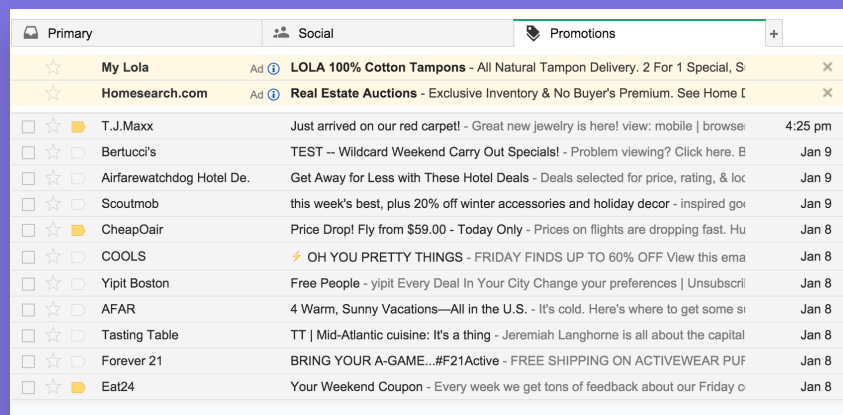 Primary Social Promotions +
My Lola Ad i LOLA 100% Cotton Tampons - All Natural Tampon Delivery. 2 For 1 Special,
Homesearch.com Ad i Real Estate Auctions - Exclusive Inventory & No Buyer's Premium. See Home
T.J.Maxx Just arrived on our red carpet! - Great new jewelry is here! view: mobile | browser 4:25 pm
Bertucci's TEST -- Wildcard Weekend Carry Out Specials! - Problem viewing? Click here. Jan 9
Airfarewatchdog Hotel De. Get Away for Less with These Hotel Deals - Deals selected for price, rating, & loc Jan 9
Scoutmob this week's best, plus 20% off winter accessories and holiday decor - inspired goo Jan 9
CheapOair Price Drop! Fly from $59.00 - Today Only - Prices on flights are dropping fast. Hu Jan 8
COOLS ⚡ OH YOU PRETTY THINGS - FRIDAY FINDS UP TO 60% OFF View this ema Jan 8
Yipit Boston Free People - yipit Every Deal In Your City Change your preferences | Unsubscri Jan 8
AFAR 4 Warm, Sunny Vacations—All in the U.S. - It's cold. Here's where to get some Jan 8
Tasting Table TT | Mid-Atlantic cuisine: It's a thing - Jeremiah Langhorne is all about the capital Jan 8
Forever 21 BRING YOUR A-GAME...#F21Active - FREE SHIPPING ON ACTIVEWEAR PUR Jan 8
Eat24 Your Weekend Coupon - Every week we get tons of feedback about our Friday Jan 8